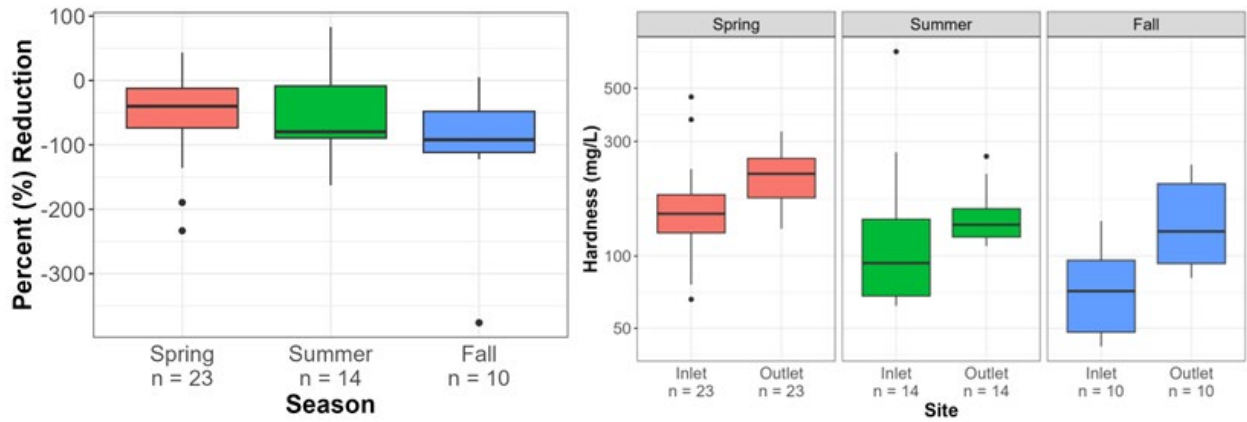 Percent (%) Reduction
100
0
-100
-200
-300
Spring
n = 23
Summer
n = 14
Fall
n = 10
Season
Hardness (mg/L)
500
300
100
50
Spring
Summer
Fall
Inlet
n = 23
Outlet
n = 23
Inlet
n = 14
Outlet
n = 14
Inlet
n = 10
Outlet
n = 10
Site